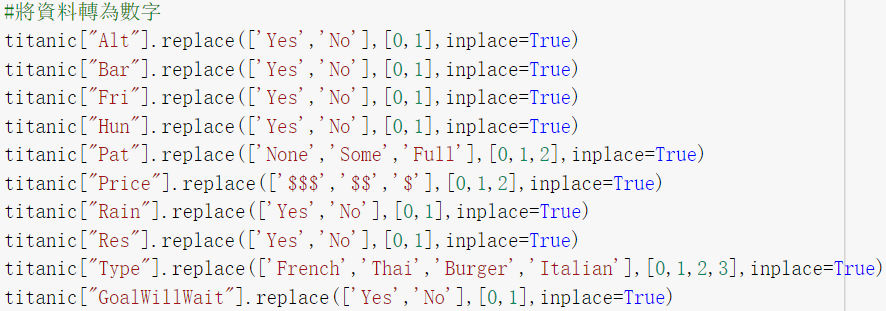 #將資料轉為數字
titanic["Alt"].replace(['Yes','No'],[0,1],inplace=True)
titanic["Bar"].replace(['Yes','No'],[0,1],inplace=True)
titanic["Fri"].replace(['Yes','No'],[0,1],inplace=True)
titanic["Hun"].replace(['Yes','No'],[0,1],inplace=True)
titanic["Pat"].replace(['None','Some','Full'],[0,1,2],inplace=True)
titanic["Price"].replace(['$$$','$$','$'],[0,1,2],inplace=True)
titanic["Rain"].replace(['Yes','No'],[0,1],inplace=True)
titanic["Res"].replace(['Yes','No'],[0,1],inplace=True)
titanic["Type"].replace(['French','Thai','Burger','Italian'],[0,1,2,3],inplace=True)
titanic["GoalWillWait"].replace(['Yes','No'],[0,1],inplace=True)